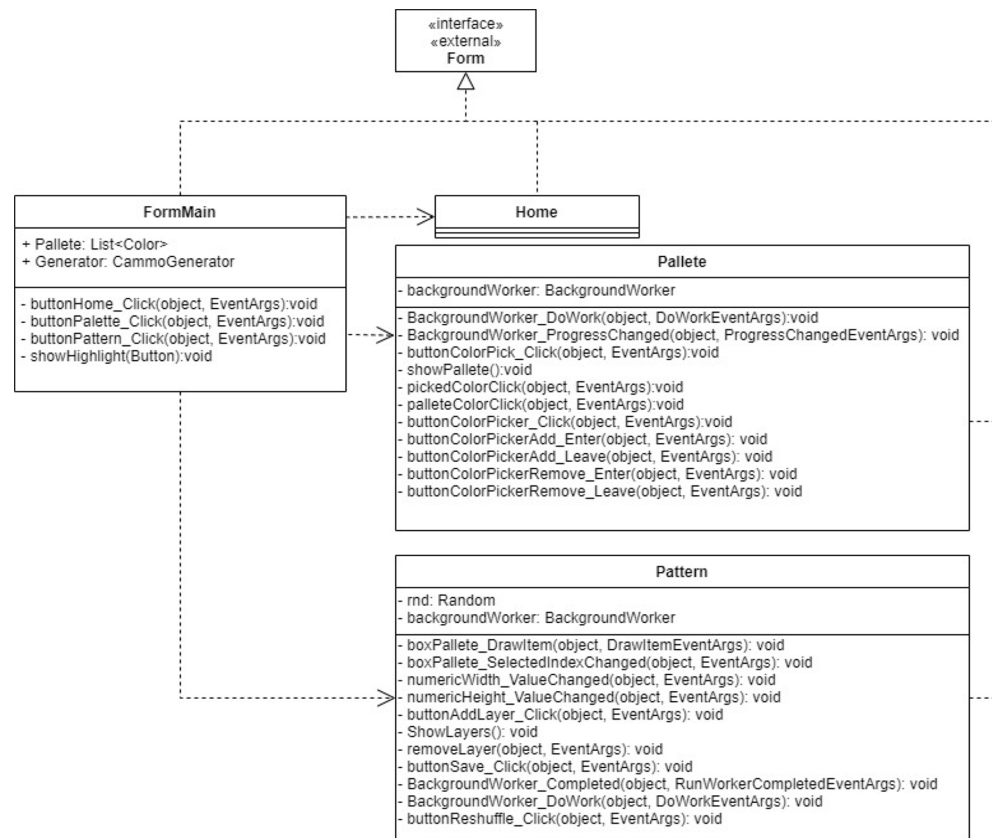 «interface»
«external»
Form
FormMain
+ Pallete: List<Color>
+ Generator: CammoGenerator
- buttonHome_Click(object, EventArgs):void
- buttonPalette_Click(object, EventArgs):void
- buttonPattern_Click(object, EventArgs):void
- showHighlight(Button):void
Home
Pallete
- backgroundWorker: BackgroundWorker
- BackgroundWorker_DoWork(object, DoWorkEventArgs):void
- BackgroundWorker_ProgressChanged(object, ProgressChangedEventArgs): void
- buttonColorPick_Click(object, EventArgs):void
- showPallete():void
- pickedColorClick(object, EventArgs):void
- palleteColorClick(object, EventArgs):void
- buttonColorPicker_Click(object, EventArgs):void
- buttonColorPickerAdd_Enter(object, EventArgs): void
- buttonColorPickerAdd_Leave(object, EventArgs): void
- buttonColorPickerRemove_Enter(object, EventArgs): void
- buttonColorPickerRemove_Leave(object, EventArgs): void
Pattern
- rnd: Random
- backgroundWorker: BackgroundWorker
- boxPallete_DrawItem(object, DrawItemEventArgs): void
- boxPallete_SelectedIndexChanged(object, EventArgs): void
- numericWidth_ValueChanged(object, EventArgs): void
- numericHeight_ValueChanged(object, EventArgs): void
- buttonAddLayer_Click(object, EventArgs): void
- ShowLayers(): void
- removeLayer(object, EventArgs): void
- buttonSave_Click(object, EventArgs): void
- BackgroundWorker_Completed(object, RunWorkerCompletedEventArgs): void
- BackgroundWorker_DoWork(object, DoWorkEventArgs): void
- buttonReshuffle_Click(object, EventArgs): void